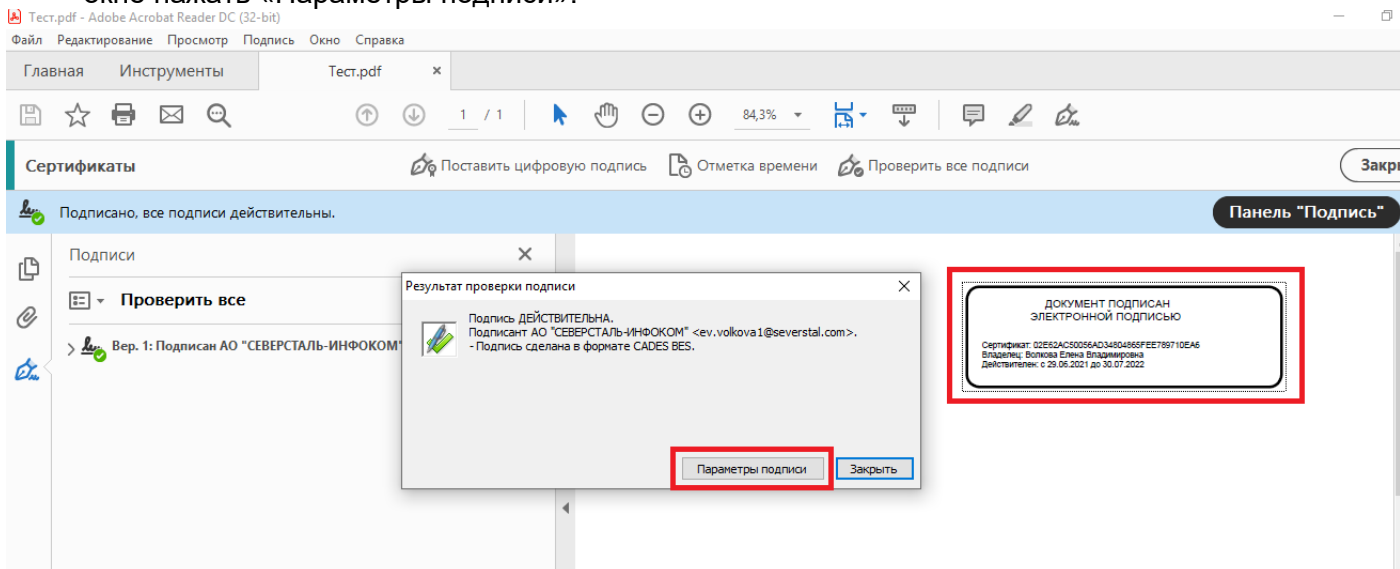 окно нажать «Параметры подписи».
Тест.pdf - Adobe Acrobat Reader DC (32-bit)
Файл Редактирование Просмотр Подпись Окно Справка
Главная Инструменты Тест.pdf ×
1 / 1 84,3%
Сертификаты Поставить цифровую подпись Отметка времени Проверить все подписи Закры
Подписано, все подписи действительны. Панель "Подпись"
Подписи
Проверить все
Вер. 1: Подписан АО "СЕВЕРСТАЛЬ-ИНФОКОМ"
Результат проверки подписи
Подпись ДЕЙСТВИТЕЛЬНА.
Подписант АО "СЕВЕРСТАЛЬ-ИНФОКОМ" <ev.volkova1@severstal.com>.
- Подпись сделана в формате CADES BES.
Параметры подписи Закрыть
ДОКУМЕНТ ПОДПИСАН
ЭЛЕКТРОННОЙ ПОДПИСЬЮ
Сертификат: 02E62AC50056AD34804865FEE789710EA6
Владелец: Волкова Елена Владимировна
Действителен: с 29.06.2021 до 30.07.2022